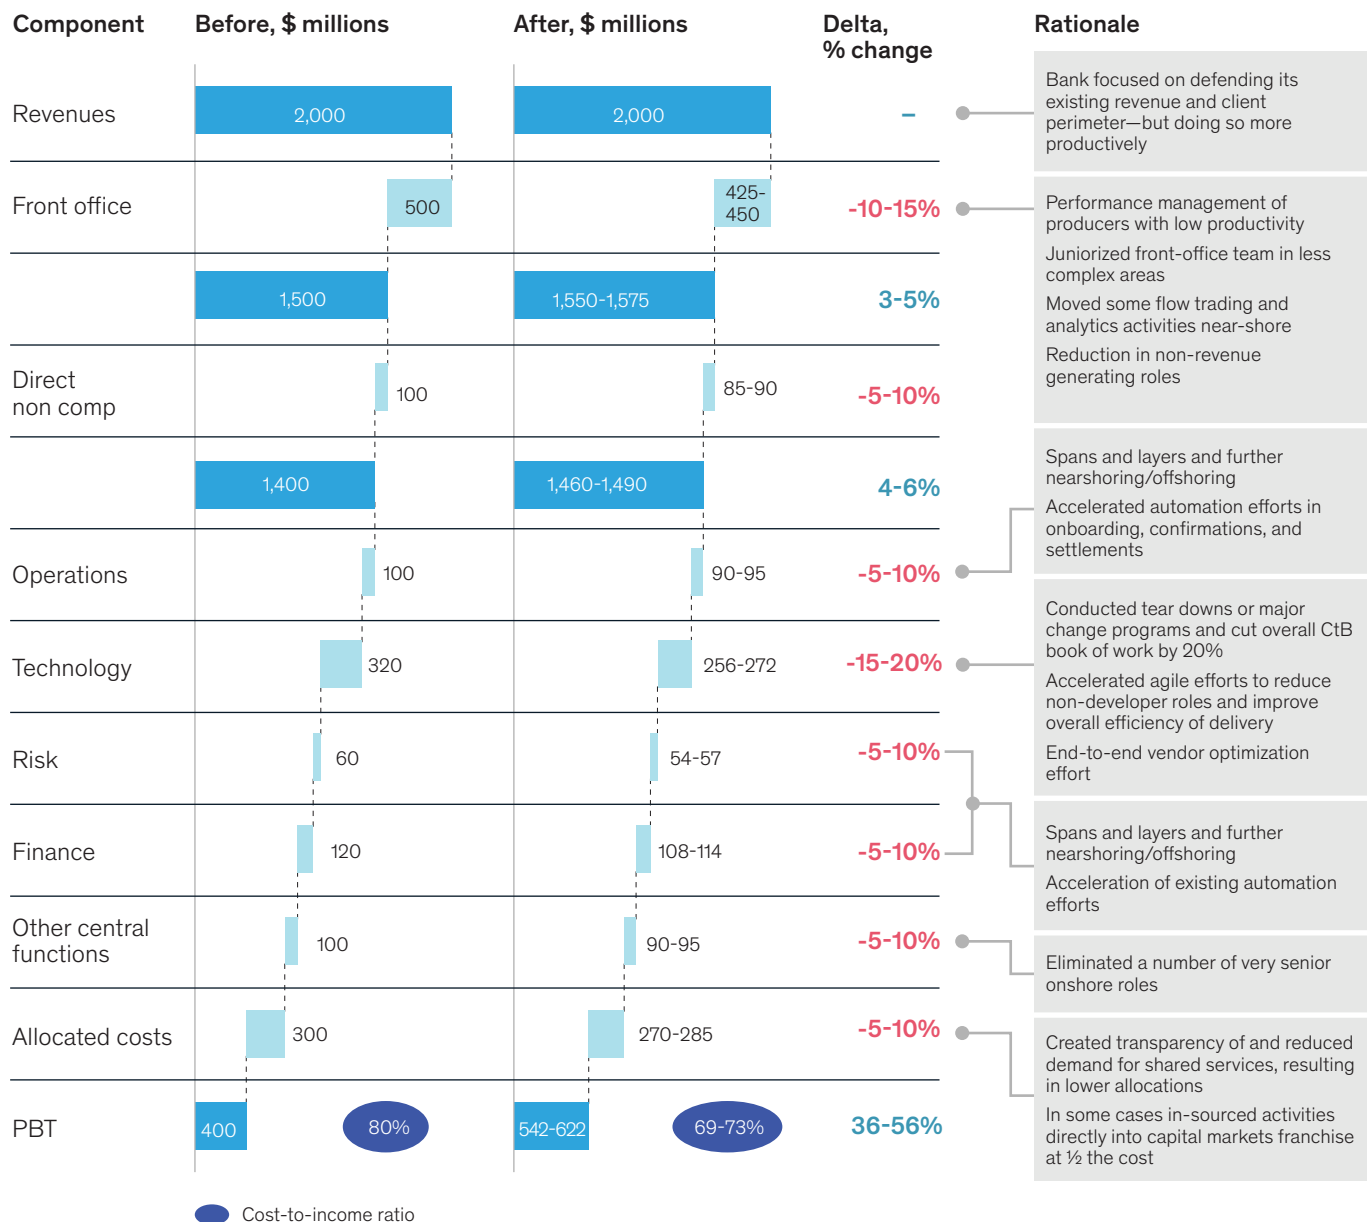 Component
Before, $ millions
After, $ millions
Delta,
% change
Rationale
Revenues
2,000
2,000
–
Bank focused on defending its
existing revenue and client
perimeter—but doing so more
productively
Front office
500
425-
450
-10-15%
Performance management of
producers with low productivity
Juniorized front-office team in less
complex areas
Moved some flow trading and
analytics activities near-shore
Reduction in non-revenue
generating roles
1,500
1,550-1,575
3-5%
Direct
non comp
100
85-90
-5-10%
1,400
1,460-1,490
4-6%
Operations
100
90-95
-5-10%
Spans and layers and further
nearshoring/offshoring
Accelerated automation efforts in
onboarding, confirmations, and
settlements
Technology
320
256-272
-15-20%
Conducted tear downs or major
change programs and cut overall CtB
book of work by 20%
Accelerated agile efforts to reduce
non-developer roles and improve
overall efficiency of delivery
End-to-end vendor optimization
effort
Risk
60
54-57
-5-10%
Finance
120
108-114
-5-10%
Spans and layers and further
nearshoring/offshoring
Acceleration of existing automation
efforts
Other central
functions
100
90-95
-5-10%
Eliminated a number of very senior
onshore roles
Allocated costs
300
270-285
-5-10%
Created transparency of and reduced
demand for shared services, resulting
in lower allocations
In some cases in-sourced activities
directly into capital markets franchise
at ½ the cost
PBT
400
80%
542-622
69-73%
36-56%
Cost-to-income ratio